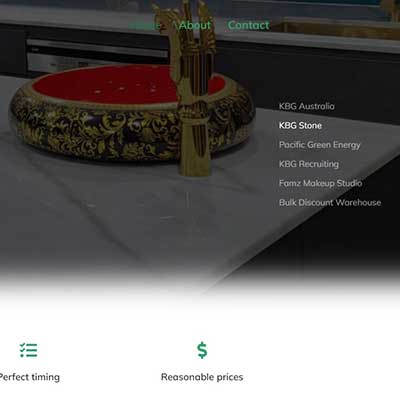 Home About Contact
KBG Australia
KBG Stone
Pacific Green Energy
KBG Recruiting
Famz Makeup Studio
Bulk Discount Warehouse
Perfect timing
Reasonable prices